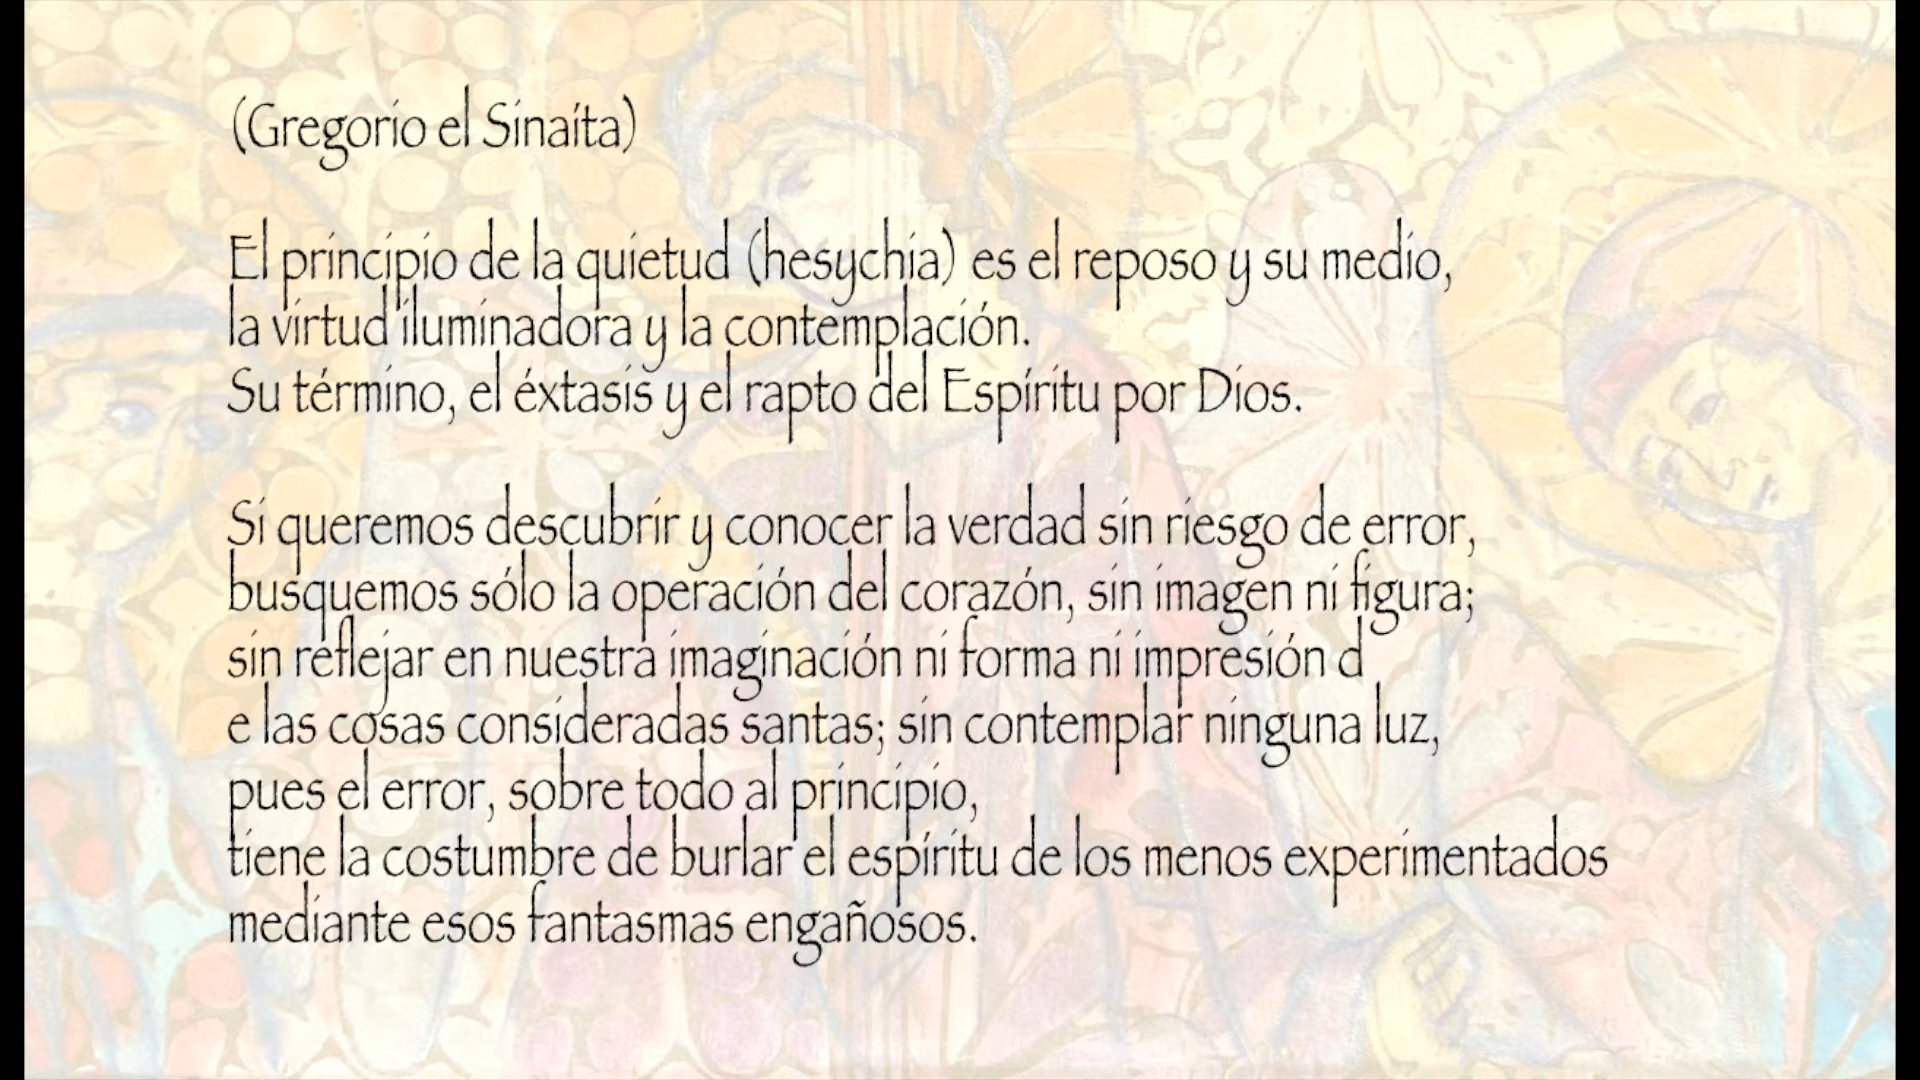 (Gregorio el Sinaíta)
El principio de la quietud (hesychia) es el reposo y su medio,
la virtud iluminadora y la contemplación.
Su término, el éxtasis y el rapto del Espíritu por Dios.
Si queremos descubrir y conocer la verdad sin riesgo de error,
busquemos sólo la operación del corazón, sin imagen ni figura;
sin reflejar en nuestra imaginación ni forma ni impresión d
e las cosas consideradas santas; sin contemplar ninguna luz,
pues el error, sobre todo al principio,
tiene la costumbre de burlar el espíritu de los menos experimentados
mediante esos fantasmas engañosos.